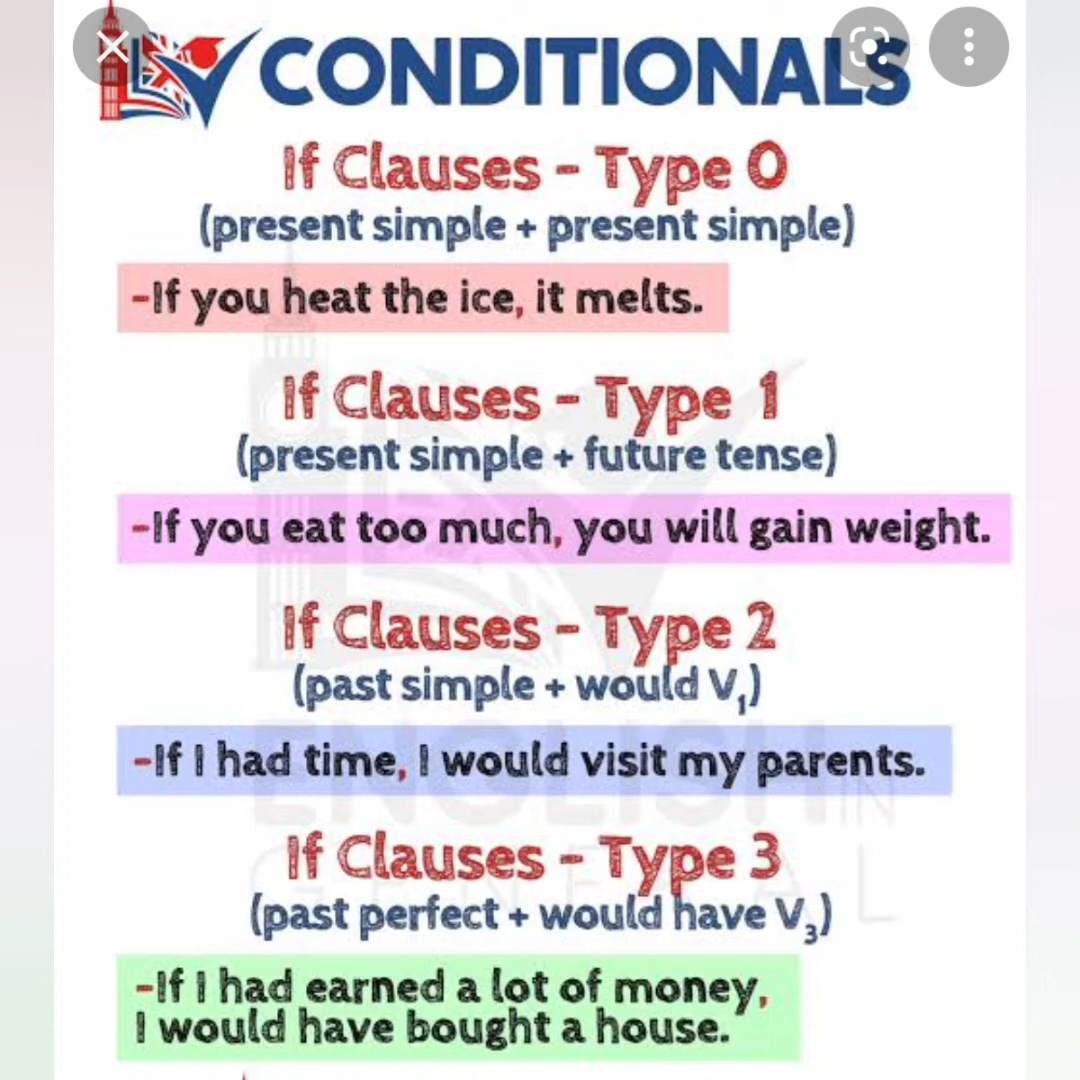 CONDITIONALS
If Clauses - Type 0
(present simple + present simple)
-If you heat the ice, it melts.
If Clauses - Type 1
(present simple + future tense)
-If you eat too much, you will gain weight.
If Clauses - Type 2
(past simple + would V₁)
-If I had time, I would visit my parents.
If Clauses - Type 3
(past perfect + would have V₃)
-If I had earned a lot of money,
I would have bought a house.
ENGLISH IN
GENERAL